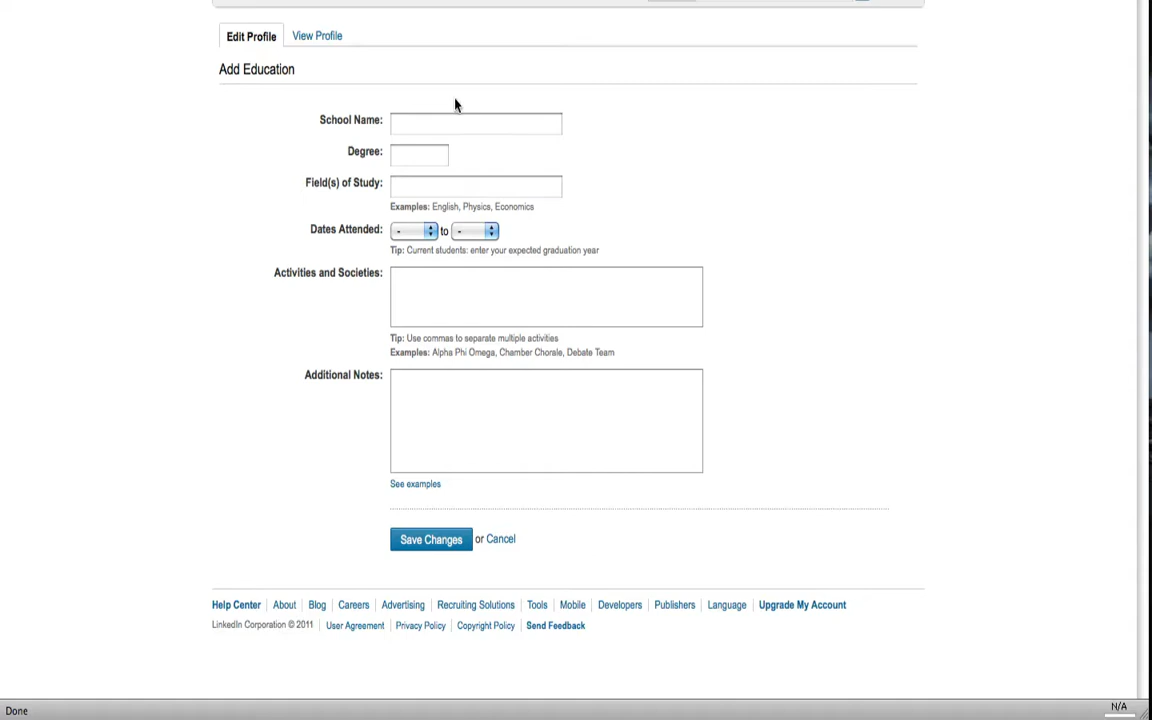 Edit Profile View Profile
Add Education
School Name:
Degree:
Field(s) of Study:
Examples: English, Physics, Economics
Dates Attended: - to -
Tip: Current students: enter your expected graduation year
Activities and Societies:
Tip: Use commas to separate multiple activities
Examples: Alpha Phi Omega, Chamber Chorale, Debate Team
Additional Notes:
See examples
Save Changes or Cancel
Help Center About Blog Careers Advertising Recruiting Solutions Tools Mobile Developers Publishers Language Upgrade My Account
LinkedIn Corporation © 2011 User Agreement Privacy Policy Copyright Policy Send Feedback
Done N/A